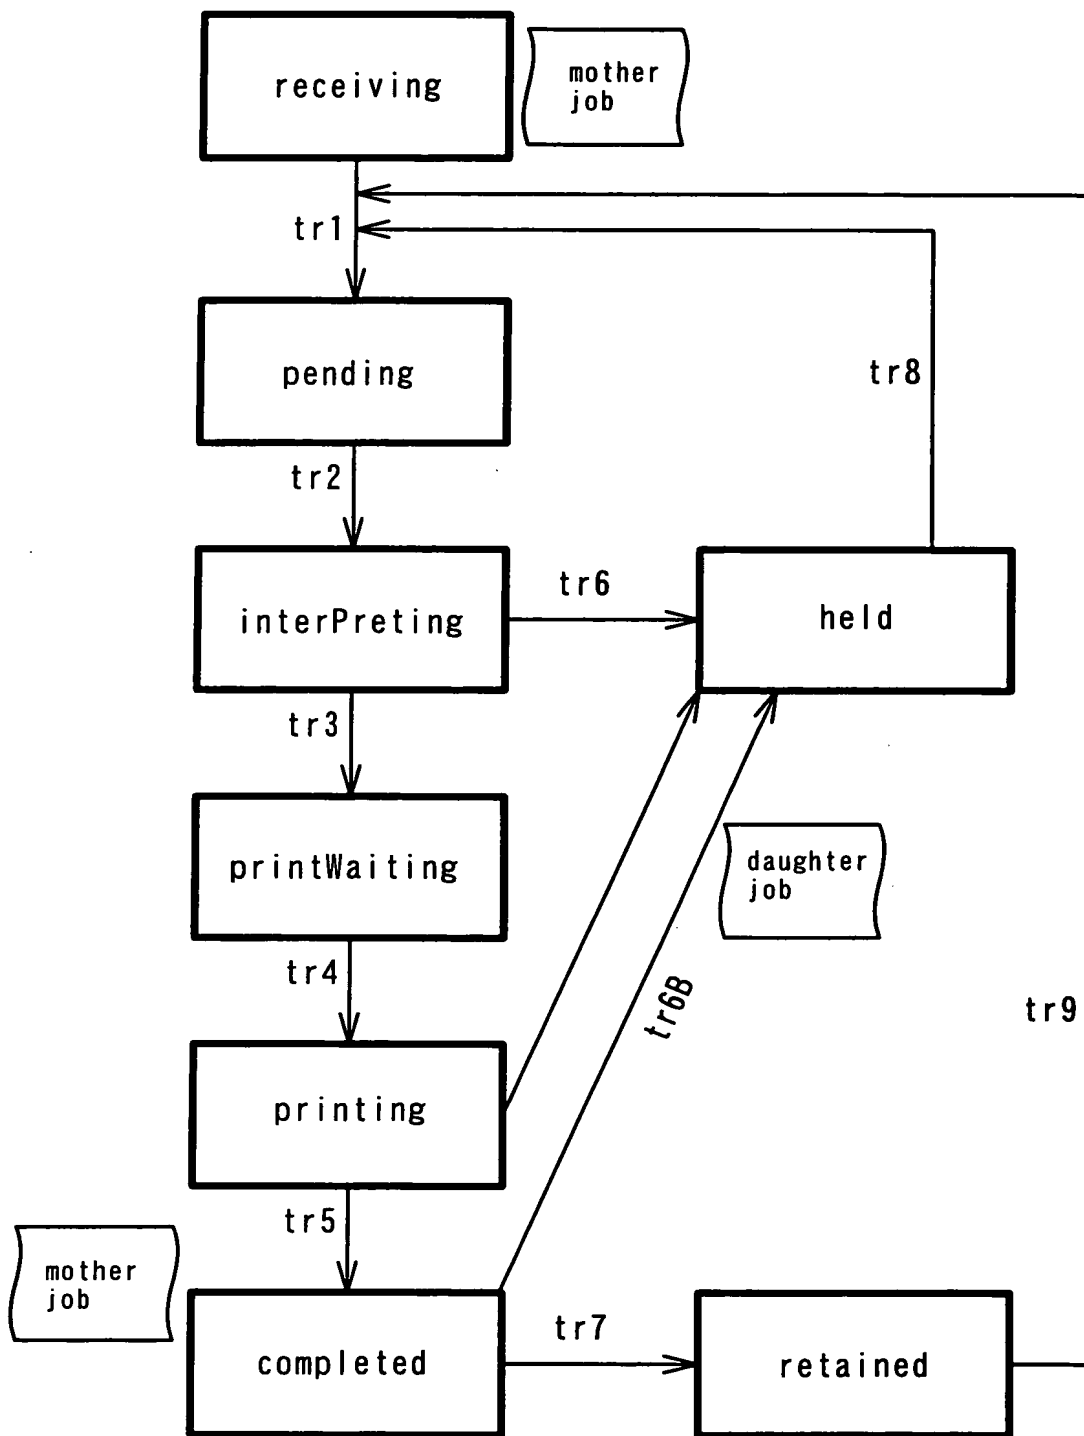 receiving
mother
job
tr1
pending
tr8
tr2
interPreting
tr6
held
tr3
printWaiting
daughter
job
tr4
tr6B
tr9
printing
tr5
mother
job
completed
tr7
retained